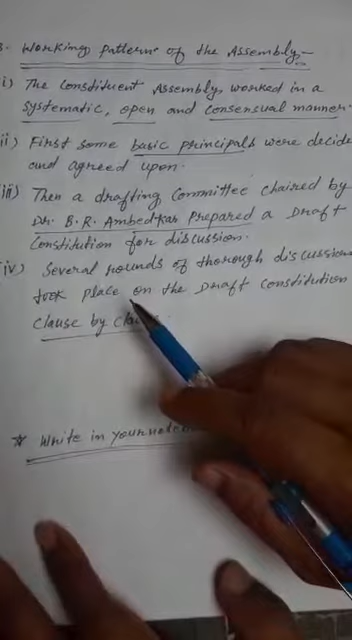 3. Working patterns of the Assembly-
i) The Constituent Assembly worked in a
systematic, open and consensual manner.
ii) First some basic principals were decide
and agreed upon.
iii) Then a drafting Committee chaired by
Dr. B. R. Ambedkar Prepared a Draft
Constitution for discussion.
iv) Several rounds of thorough discussion
took place on the Draft Constitution
Clause by
* Write in your